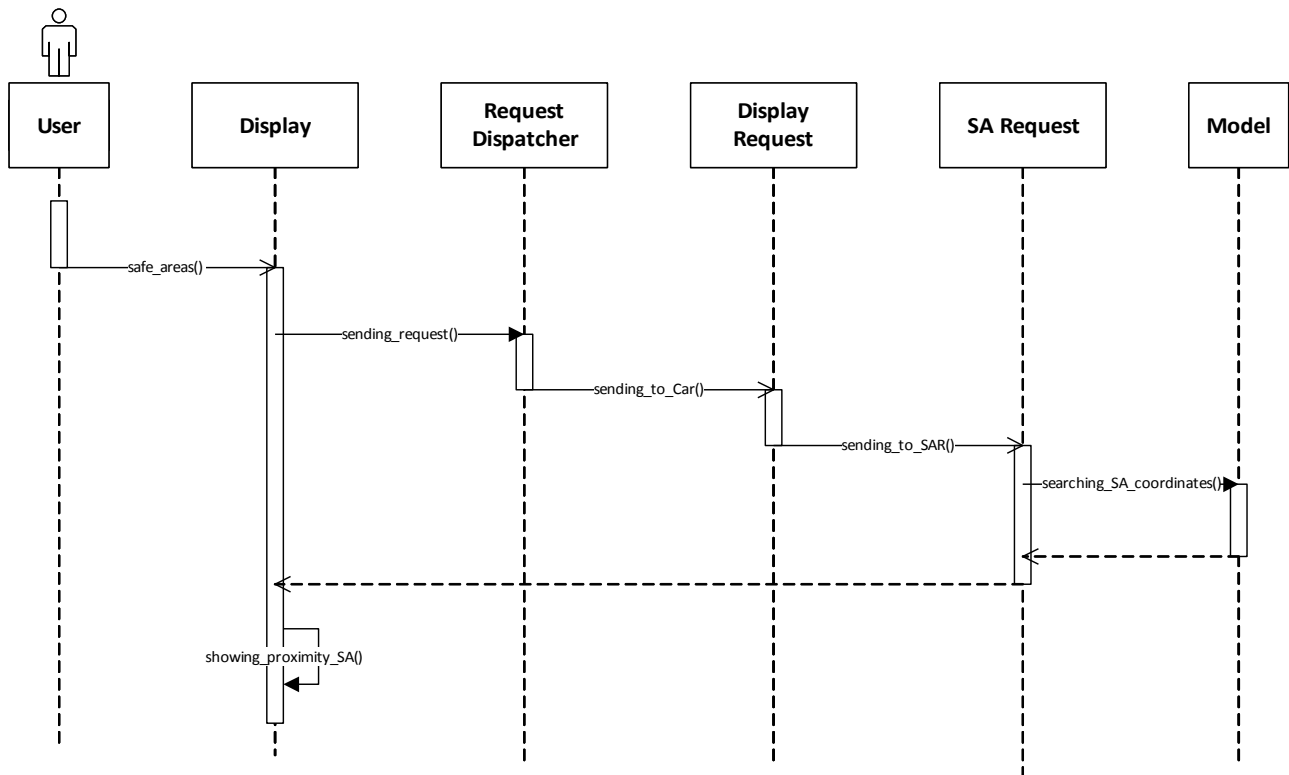 User
Display
Request
Dispatcher
Display
Request
SA Request
Model
safe_areas()
sending_request()
sending_to_Car()
sending_to_SAR()
searching_SA_coordinates()
showing_proximity_SA()